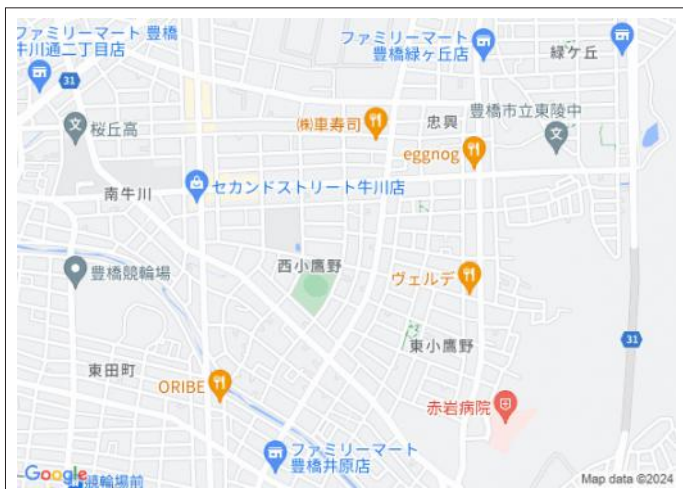 ファミリーマート 豊橋
牛川通二丁目店
ファミリーマート
豊橋緑ヶ丘店
緑ケ丘
31
桜丘高
㈱車寿司
忠興
豊橋市立東陵中
eggnog
南牛川
セカンドストリート牛川店
西小鷹野
豊橋競輪場
ヴェルデ
東小鷹野
31
東田町
ORIBE
赤岩病院
ファミリーマート
豊橋井原店
Google
競輪場前
Map data ©2024